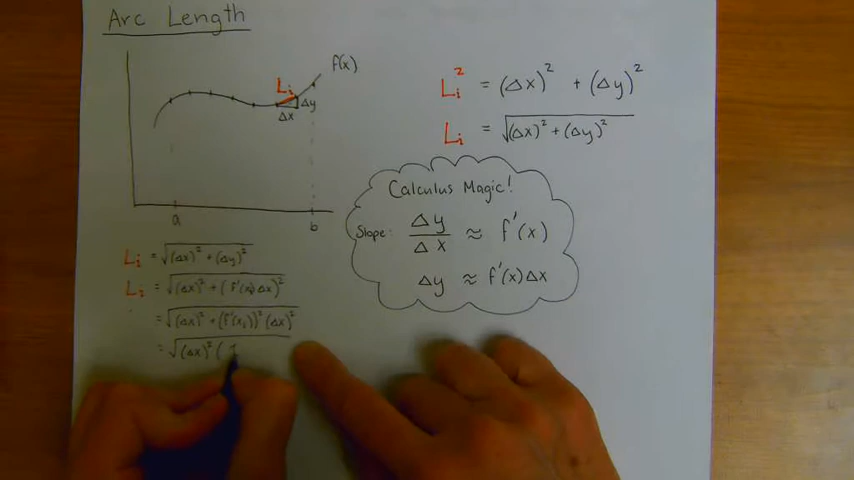 Arc Length
f(x)
Li
Δy
Δx
a
b
Li² = (Δx)² + (Δy)²
Li = √(Δx)² + (Δy)²
Calculus Magic!
Slope: Δy/Δx ≈ f'(x)
Δy ≈ f'(x)Δx
Li = √(Δx)² + (Δy)²
Li = √(Δx)² + (f'(x)Δx)²
= √(Δx)² + (f'(xi))² (Δx)²
= √(Δx)² ( 1